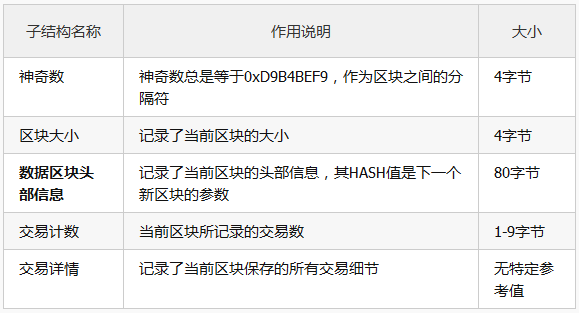 子结构名称 作用说明 大小
神奇数 神奇数总是等于0xD9B4BEF9，作为区块之间的分 4字节
隔符
区块大小 记录了当前区块的大小 4字节
数据区块头 记录了当前区块的头部信息，其HASH值是下一个 80字节
部信息 新区块的参数
交易计数 当前区块所记录的交易数 1-9字节
交易详情 记录了当前区块保存的所有交易细节 无特定参
考值